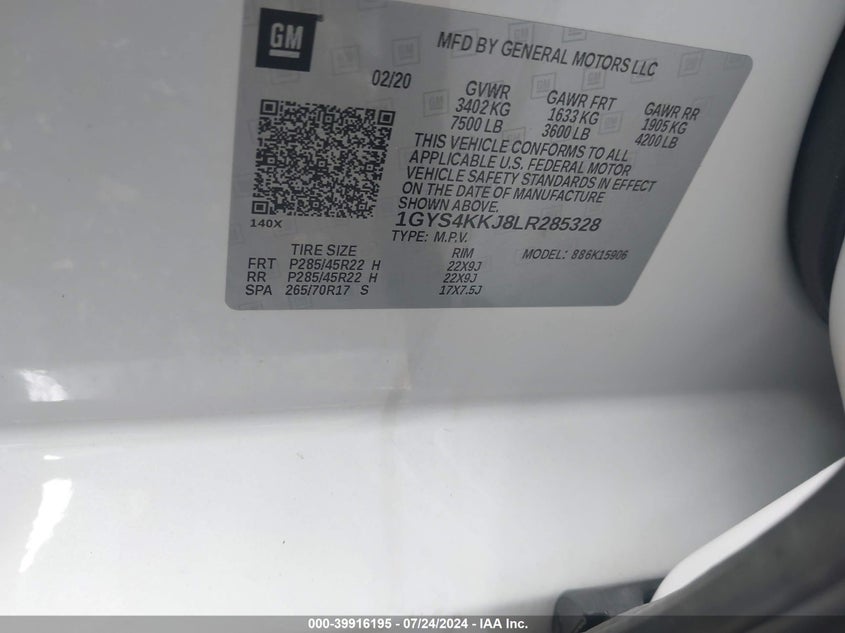 GM
MFD BY GENERAL MOTORS LLC
02/20
GVWR
3402 KG
7500 LB
GAWR FRT
1633 KG
3600 LB
GAWR RR
1905 KG
4200 LB
THIS VEHICLE CONFORMS TO ALL
APPLICABLE U.S. FEDERAL MOTOR
VEHICLE SAFETY STANDARDS IN EFFECT
ON THE DATE OF MANUFACTURE
SHOWN ABOVE.
140X
1GYS4KKJ8LR285328
TYPE: M.P.V.
MODEL: 886K15906
TIRE SIZE RIM
FRT P285/45R22 H 22X9J
RR P285/45R22 H 22X9J
SPA 265/70R17 S 17X7.5J
000-39916195 - 07/24/2024 - IAA Inc.